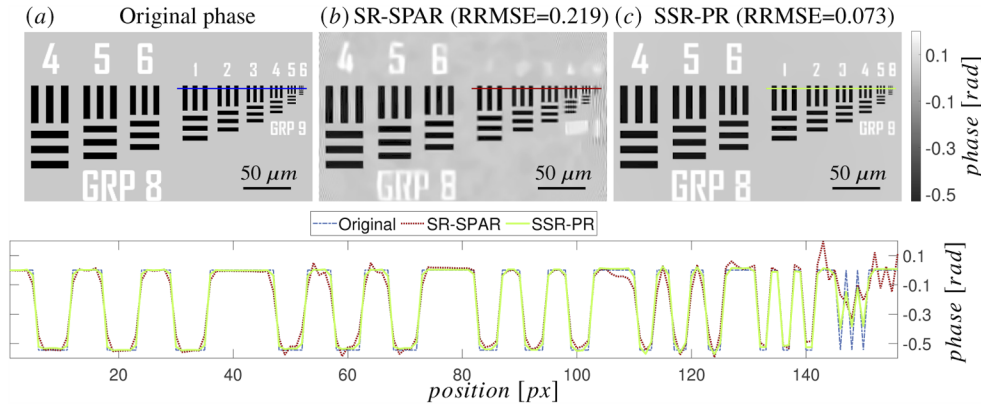 (a) Original phase
(b) SR-SPAR (RRMSE=0.219)
(c) SSR-PR (RRMSE=0.073)
4 5 6 1 2 3 4 5 6
GRP 9
GRP 8
50 μm
4 5 6
GRP 8
50 μm
4 5 6 1 2 3 4 5 6
GRP 9
GRP 8
50 μm
0.1
-0.1
-0.3
-0.5
phase [rad]
Original SR-SPAR SSR-PR
0.1
-0.1
-0.3
-0.5
phase [rad]
20 40 60 80 100 120 140
position [px]